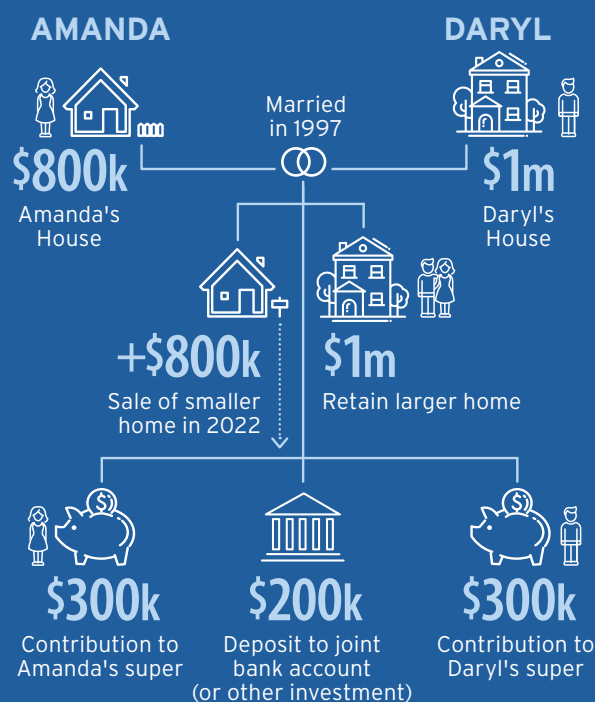 AMANDA
DARYL
Married
in 1997
$800k
Amanda's
House
$1m
Daryl's
House
+$800k
Sale of smaller
home in 2022
$1m
Retain larger home
$300k
Contribution to
Amanda's super
$200k
Deposit to joint
bank account
(or other investment)
$300k
Contribution to
Daryl's super